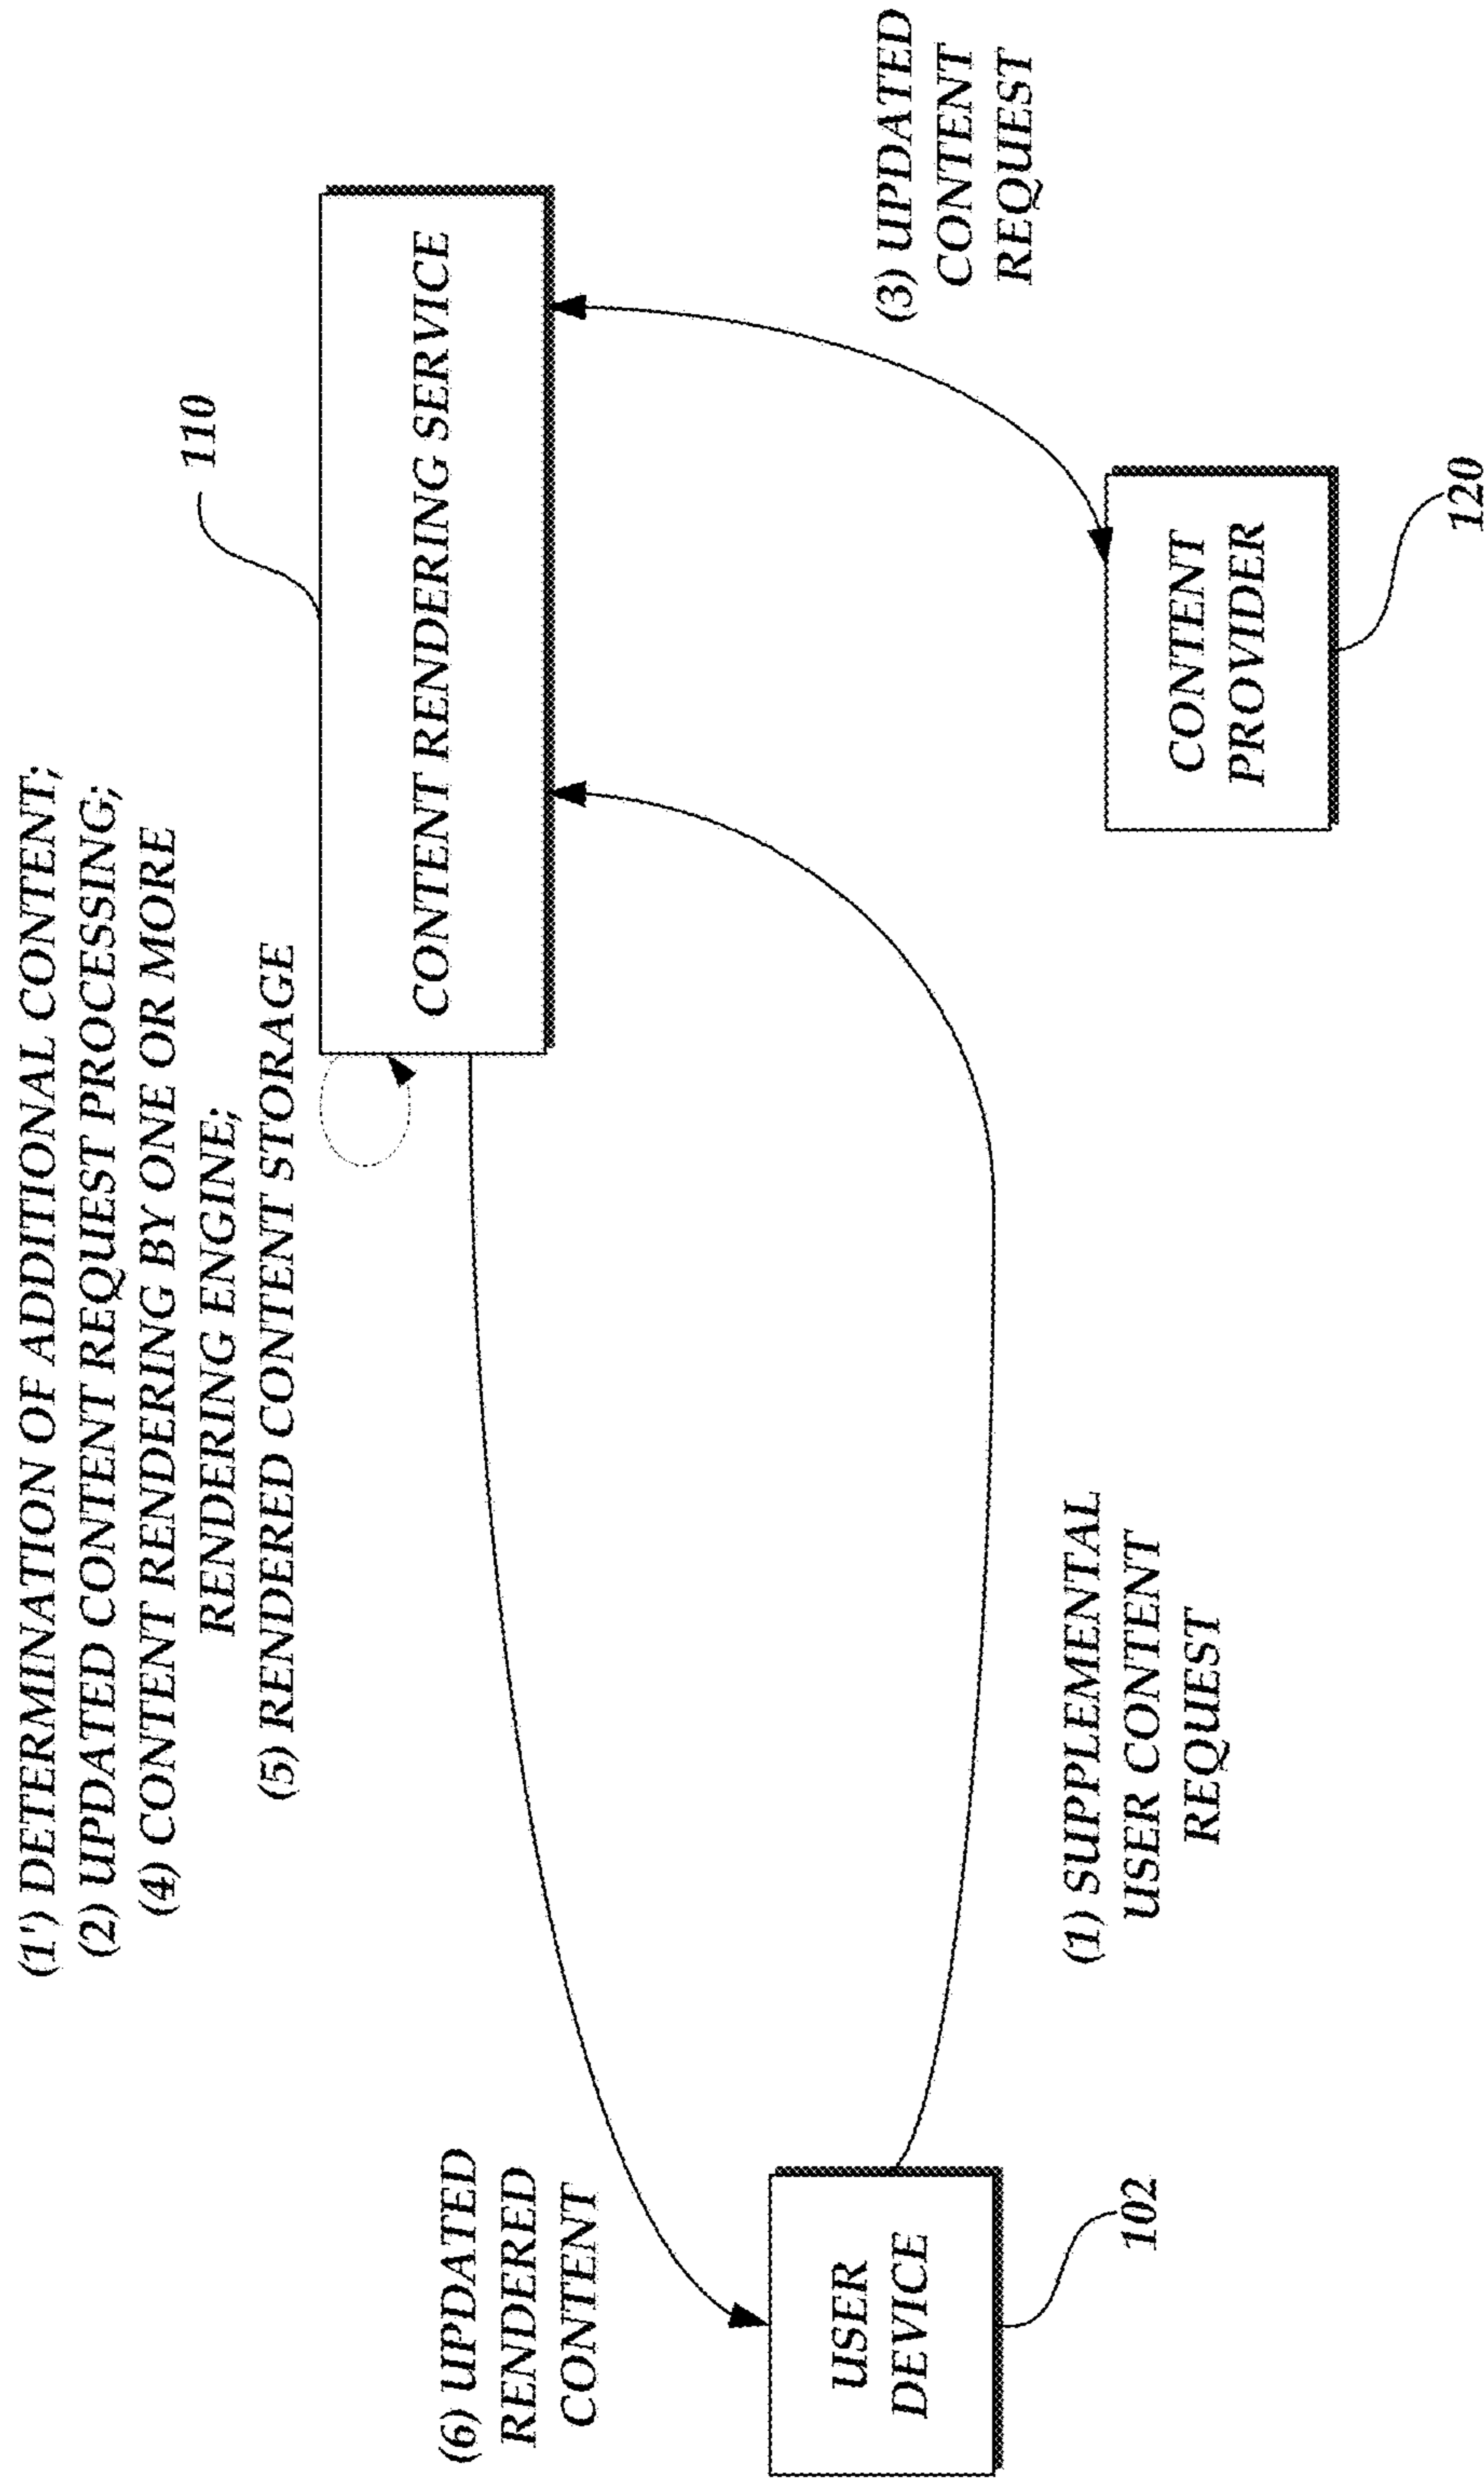 (1') DETERMINATION OF ADDITIONAL CONTENT;
(2) UPDATED CONTENT REQUEST PROCESSING;
(4) CONTENT RENDERING BY ONE OR MORE
RENDERING ENGINE;
(5) RENDERED CONTENT STORAGE
110
CONTENT RENDERING SERVICE
(6) UPDATED
RENDERED
CONTENT
USER
DEVICE
102
(1) SUPPLEMENTAL
USER CONTENT
REQUEST
(3) UPDATED
CONTENT
REQUEST
CONTENT
PROVIDER
120